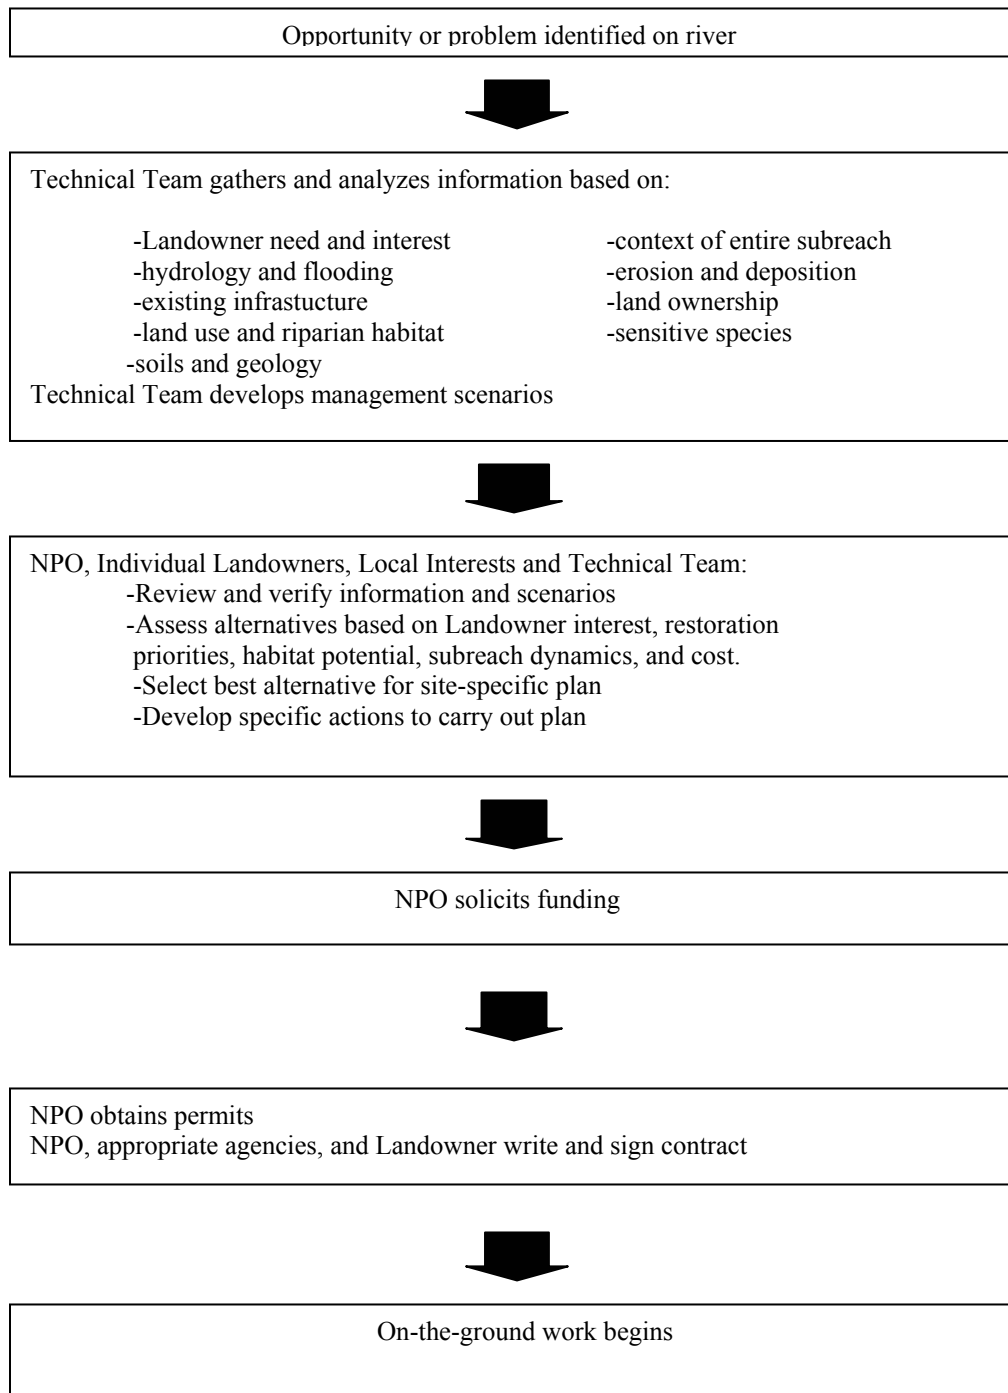 Opportunity or problem identified on river
Technical Team gathers and analyzes information based on:
-Landowner need and interest -context of entire subreach
-hydrology and flooding -erosion and deposition
-existing infrastucture -land ownership
-land use and riparian habitat -sensitive species
-soils and geology
Technical Team develops management scenarios
NPO, Individual Landowners, Local Interests and Technical Team:
-Review and verify information and scenarios
-Assess alternatives based on Landowner interest, restoration
priorities, habitat potential, subreach dynamics, and cost.
-Select best alternative for site-specific plan
-Develop specific actions to carry out plan
NPO solicits funding
NPO obtains permits
NPO, appropriate agencies, and Landowner write and sign contract
On-the-ground work begins